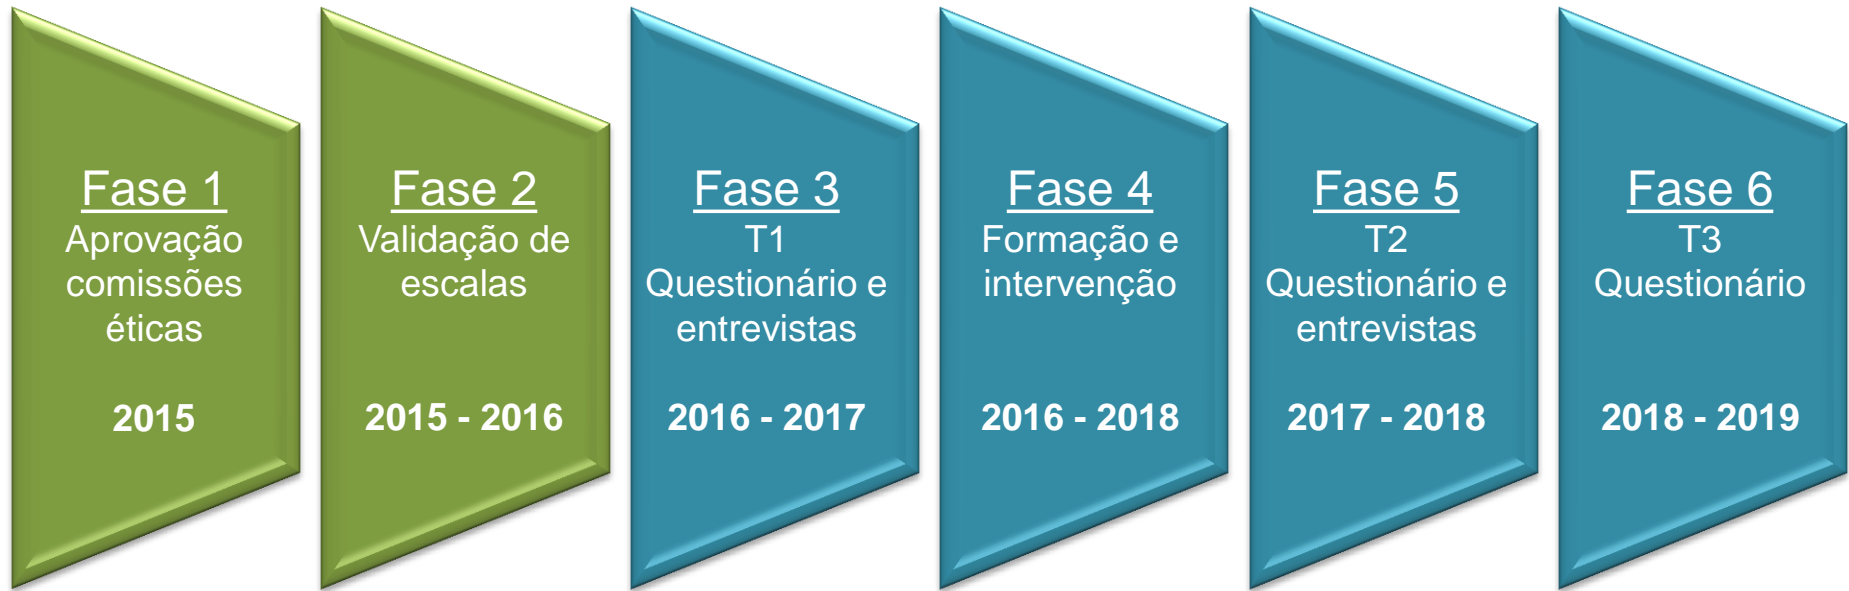 Fase 1
Aprovação
comissões
éticas
2015
Fase 2
Validação de
escalas
2015 - 2016
Fase 3
T1
Questionário e
entrevistas
2016 - 2017
Fase 4
Formação e
intervenção
2016 - 2018
Fase 5
T2
Questionário e
entrevistas
2017 - 2018
Fase 6
T3
Questionário
2018 - 2019